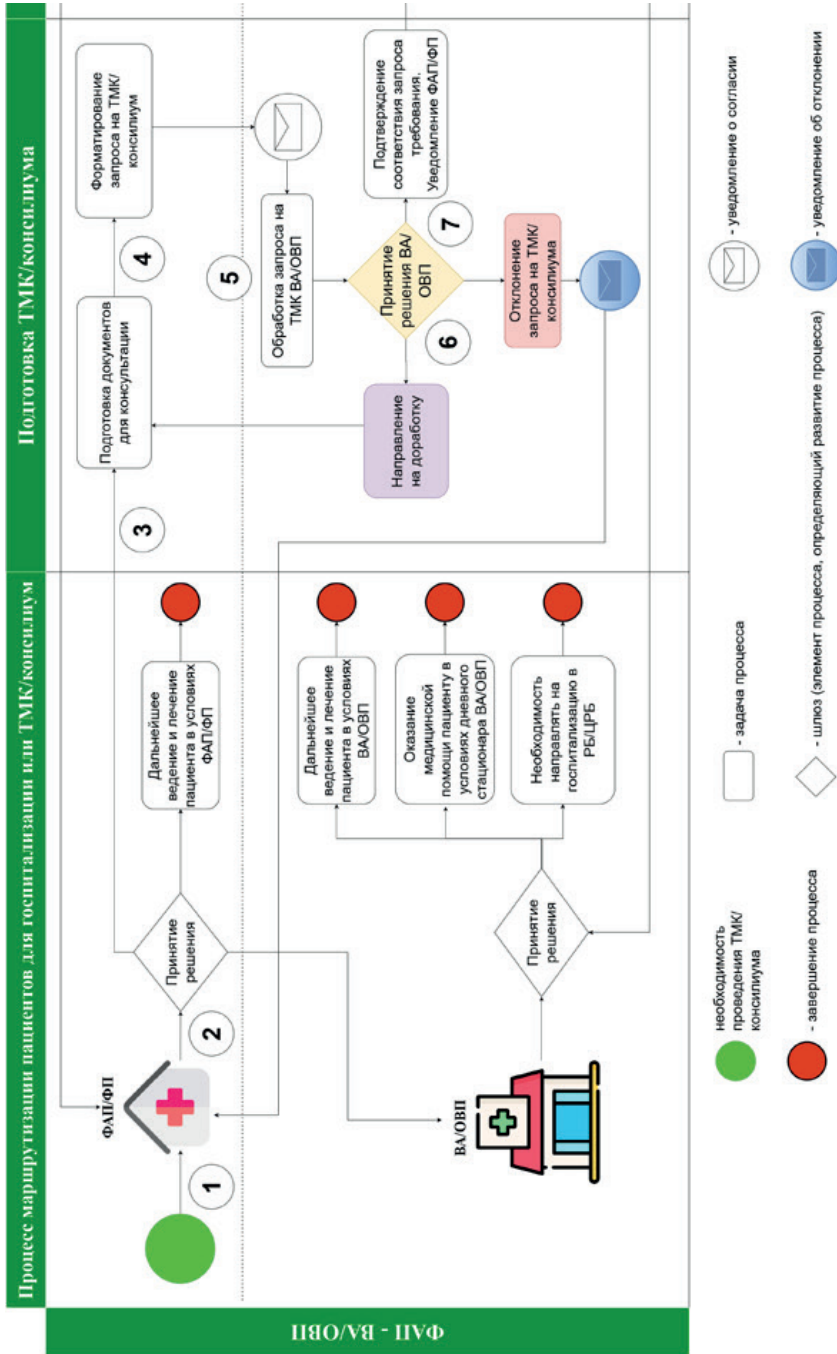 Процесс маршрутизации пациентов для госпитализации или ТМК/консилиум
Подготовка ТМК/консилиума
ФАП - ВА/ОВП
1
ФАП/ФП
2
Принятие
решения
Дальнейшее
ведение и лечение
пациента в условиях
ФАП/ФП
ВА/ОВП
Принятие
решения
Дальнейшее
ведение и лечение
пациента в условиях
ВА/ОВП
Оказание
медицинской
помощи пациенту в
условиях дневного
стационара ВА/ОВП
Необходимость
направлять на
госпитализацию в
РБ/ЦРБ
3
Подготовка документов
для консультации
4
Форматирование
запроса на ТМК/
консилиум
5
Обработка запроса на
ТМК ВА/ОВП
Принятие
решения ВА/
ОВП
6
Направление
на доработку
7
Подтверждение
соответствия запроса
требования.
Уведомление ФАП/ФП
Отклонение
запроса на ТМК/
консилиума
необходимость
проведения ТМК/
консилиума
- задача процесса
- уведомление о согласии
- завершение процесса
- шлюз (элемент процесса, определяющий развитие процесса)
- уведомление об отклонении